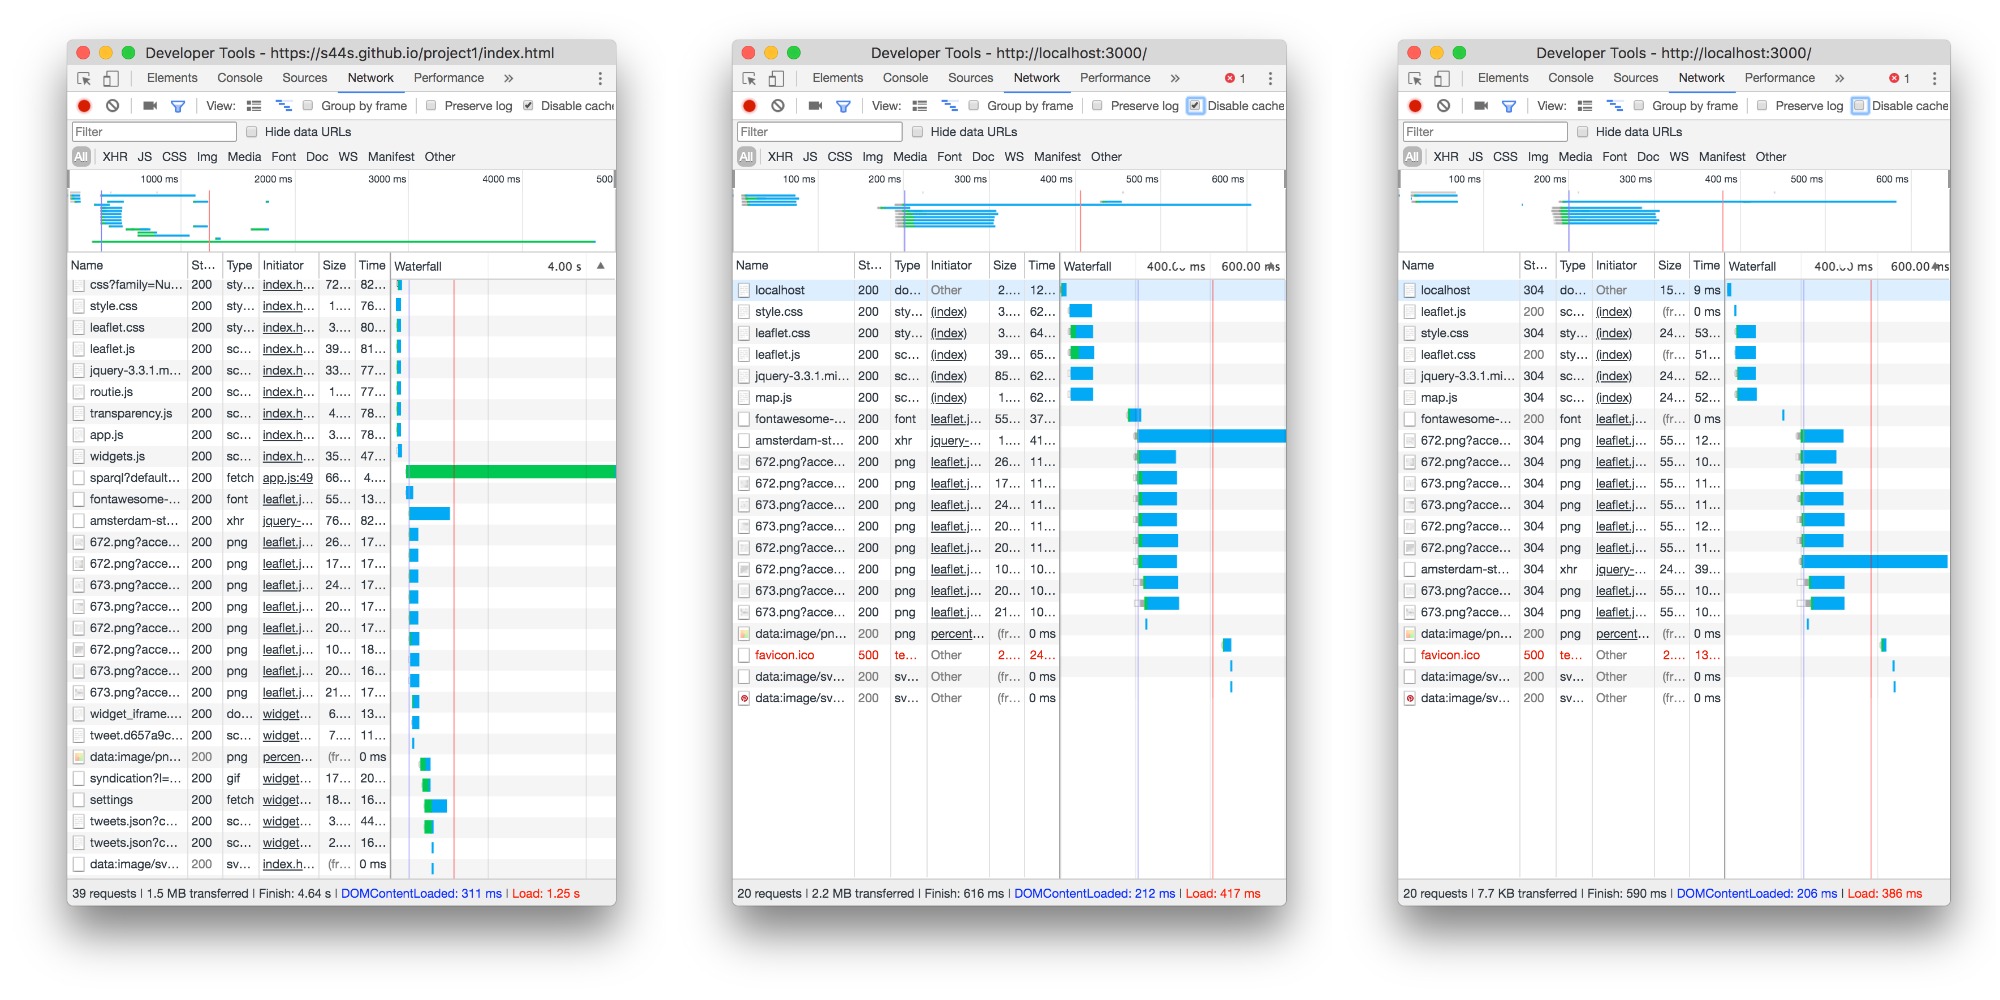 Developer Tools - https://s44s.github.io/project1/index.html
Elements Console Sources Network Performance »
View: Group by frame Preserve log Disable cach
Filter Hide data URLs
All XHR JS CSS Img Media Font Doc WS Manifest Other
1000 ms 2000 ms 3000 ms 4000 ms 500
Name St... Type Initiator Size Time Waterfall 4.00 s ▲
css?family=Nu... 200 sty... index.h... 72... 82...
style.css 200 sty... index.h... 1.... 76...
leaflet.css 200 sty... index.h... 3.... 80...
leaflet.js 200 sc... index.h... 39... 81...
jquery-3.3.1.m... 200 sc... index.h... 33... 77...
routie.js 200 sc... index.h... 1.... 77...
transparency.js 200 sc... index.h... 4.... 78...
app.js 200 sc... index.h... 3.... 78...
widgets.js 200 sc... index.h... 35... 47...
sparql?default... 200 fetch app.js:49 66... 4....
fontawesome-... 200 font leaflet.j... 55... 13...
amsterdam-st... 200 xhr jquery-... 76... 82...
672.png?acce... 200 png leaflet.j... 26... 17...
672.png?acce... 200 png leaflet.j... 17... 17...
673.png?acce... 200 png leaflet.j... 24... 17...
673.png?acce... 200 png leaflet.j... 20... 17...
672.png?acce... 200 png leaflet.j... 20... 17...
672.png?acce... 200 png leaflet.j... 10... 18...
673.png?acce... 200 png leaflet.j... 20... 16...
673.png?acce... 200 png leaflet.j... 21... 17...
widget_iframe.... 200 do... widget... 6.... 13...
tweet.d657a9c... 200 sc... widget... 7.... 11...
data:image/pn... 200 png percen... (fr... 0 ms
syndication?l=... 200 gif widget... 17... 20...
settings 200 fetch widget... 18... 16...
tweets.json?c... 200 sc... widget... 3.... 44...
tweets.json?c... 200 sc... widget... 2.... 16...
data:image/sv... 200 sv... index.h... (fr... 0 ms
39 requests | 1.5 MB transferred | Finish: 4.64 s | DOMContentLoaded: 311 ms | Load: 1.25 s
Developer Tools - http://localhost:3000/
Elements Console Sources Network Performance » 1
View: Group by frame Preserve log Disable cache
Filter Hide data URLs
All XHR JS CSS Img Media Font Doc WS Manifest Other
100 ms 200 ms 300 ms 400 ms 500 ms 600 ms
Name St... Type Initiator Size Time Waterfall 400.00 ms 600.00 ms
localhost 200 do... Other 2.... 12...
style.css 200 sty... (index) 3.... 62...
leaflet.css 200 sty... (index) 3.... 64...
leaflet.js 200 sc... (index) 39... 65...
jquery-3.3.1.mi... 200 sc... (index) 85... 62...
map.js 200 sc... (index) 1.... 62...
fontawesome-... 200 font leaflet.j... 55... 37...
amsterdam-st... 200 xhr jquery-... 1.... 41...
672.png?acce... 200 png leaflet.j... 26... 11...
672.png?acce... 200 png leaflet.j... 17... 11...
673.png?acce... 200 png leaflet.j... 24... 11...
673.png?acce... 200 png leaflet.j... 20... 11...
672.png?acce... 200 png leaflet.j... 20... 11...
672.png?acce... 200 png leaflet.j... 10... 10...
673.png?acce... 200 png leaflet.j... 20... 10...
673.png?acce... 200 png leaflet.j... 21... 10...
data:image/pn... 200 png percent... (fr... 0 ms
favicon.ico 500 te... Other 2.... 24...
data:image/sv... 200 sv... Other (fr... 0 ms
data:image/sv... 200 sv... Other (fr... 0 ms
20 requests | 2.2 MB transferred | Finish: 616 ms | DOMContentLoaded: 212 ms | Load: 417 ms
Developer Tools - http://localhost:3000/
Elements Console Sources Network Performance » 1
View: Group by frame Preserve log Disable cache
Filter Hide data URLs
All XHR JS CSS Img Media Font Doc WS Manifest Other
100 ms 200 ms 300 ms 400 ms 500 ms 600 ms
Name St... Type Initiator Size Time Waterfall 400.00 ms 600.00 ms
localhost 304 do... Other 15... 9 ms
leaflet.js 200 sc... (index) (fr... 0 ms
style.css 304 sty... (index) 24... 53...
leaflet.css 200 sty... (index) (fr... 51...
jquery-3.3.1.mi... 304 sc... (index) 24... 52...
map.js 304 sc... (index) 24... 52...
fontawesome-... 200 font leaflet.j... (fr... 0 ms
672.png?acce... 304 png leaflet.j... 55... 12...
672.png?acce... 304 png leaflet.j... 55... 10...
673.png?acce... 304 png leaflet.j... 55... 11...
673.png?acce... 304 png leaflet.j... 55... 11...
672.png?acce... 304 png leaflet.j... 55... 12...
672.png?acce... 304 png leaflet.j... 55... 11...
amsterdam-st... 304 xhr jquery-... 24... 39...
673.png?acce... 304 png leaflet.j... 55... 10...
673.png?acce... 304 png leaflet.j... 55... 10...
data:image/pn... 200 png percent... (fr... 0 ms
favicon.ico 500 te... Other 2.... 13...
data:image/sv... 200 sv... Other (fr... 0 ms
data:image/sv... 200 sv... Other (fr... 0 ms
20 requests | 7.7 KB transferred | Finish: 590 ms | DOMContentLoaded: 206 ms | Load: 386 ms